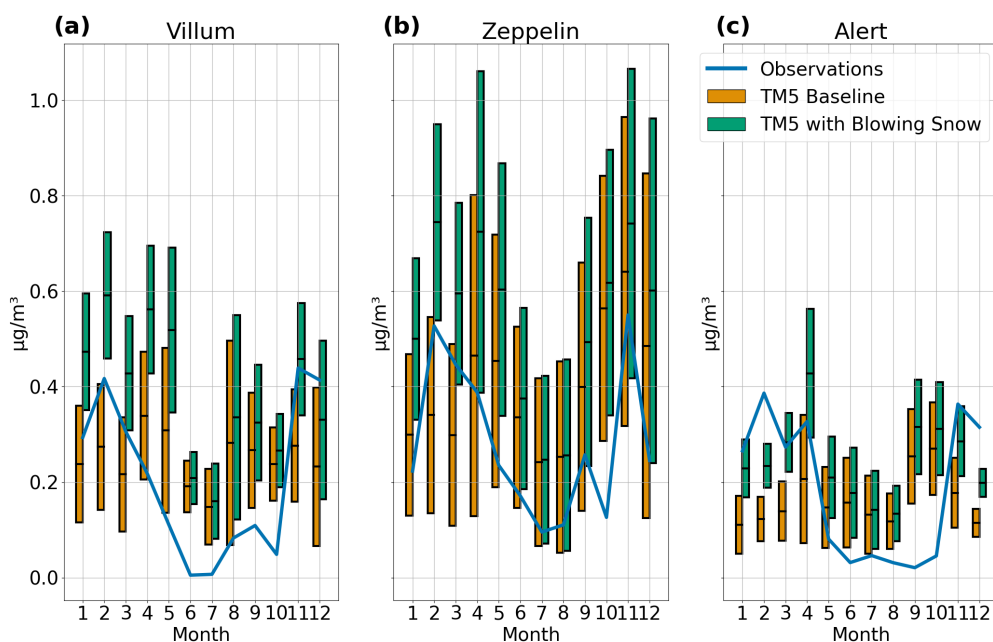 (a) Villum
(b) Zeppelin
(c) Alert
Observations
TM5 Baseline
TM5 with Blowing Snow
µg/m³
1.0
0.8
0.6
0.4
0.2
0.0
1 2 3 4 5 6 7 8 9 10 11 12
Month
µg/m³
1 2 3 4 5 6 7 8 9 10 11 12
Month
µg/m³
1 2 3 4 5 6 7 8 9 10 11 12
Month